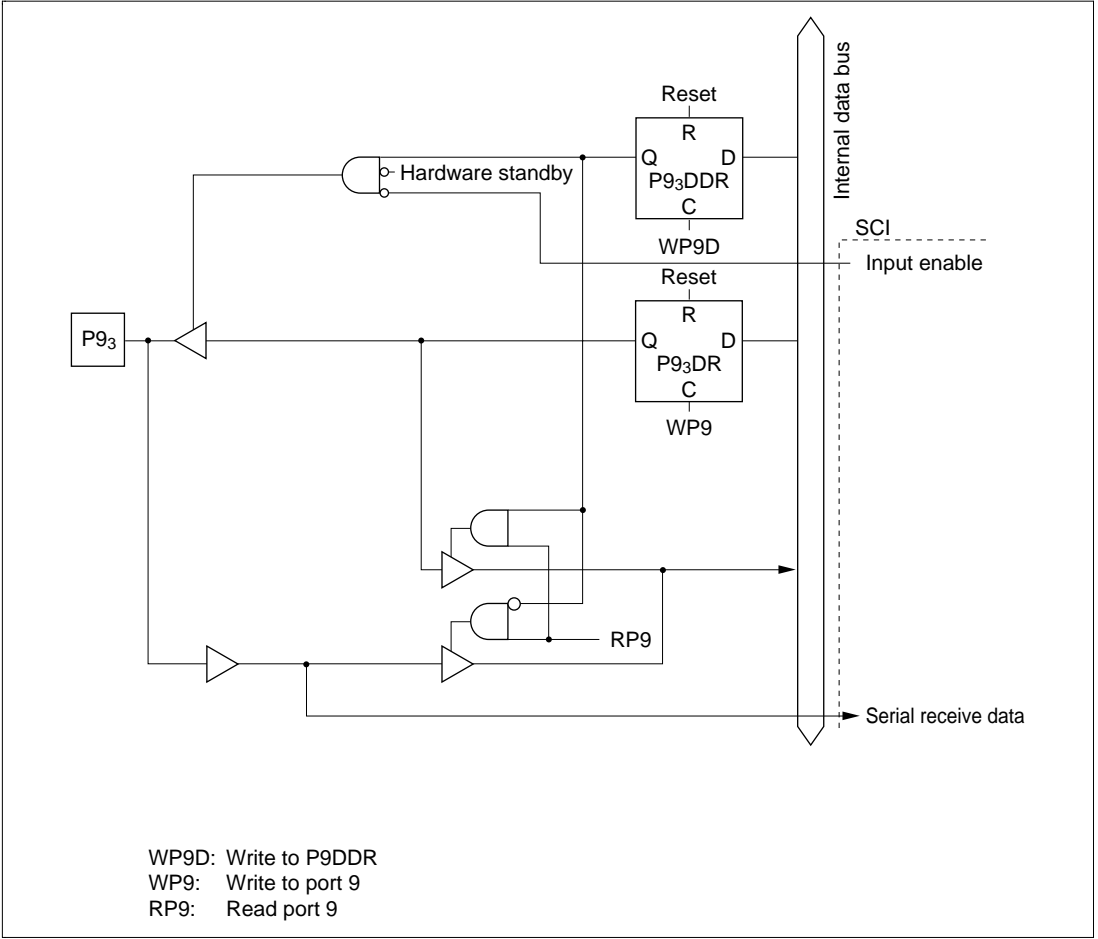 Reset
R
Q D
P9₃DDR
C
WP9D
Hardware standby
Internal data bus
SCI
Input enable
Reset
R
Q D
P9₃DR
C
WP9
P9₃
RP9
Serial receive data
WP9D: Write to P9DDR
WP9: Write to port 9
RP9: Read port 9